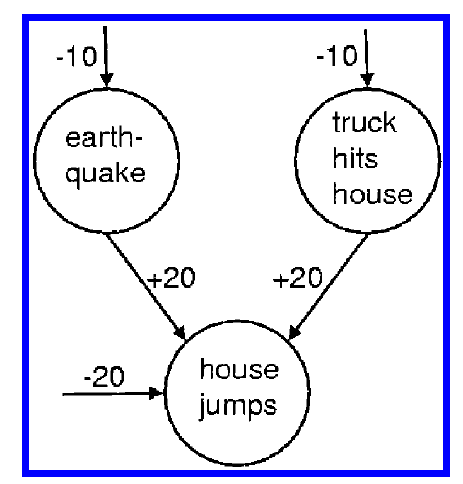 -10
-10
earth-
quake
truck
hits
house
+20
+20
-20
house
jumps